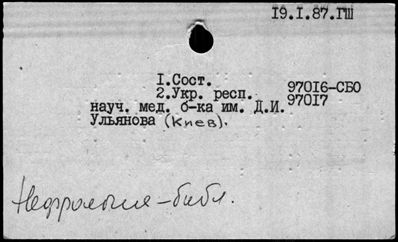 19.I.87.ГШ
I.Сост.
2.Укр. респ. 97016-СБО
науч. мед. б-ка им. Д.И. 97017
Ульянова (Киев).
Нефрология-библ.